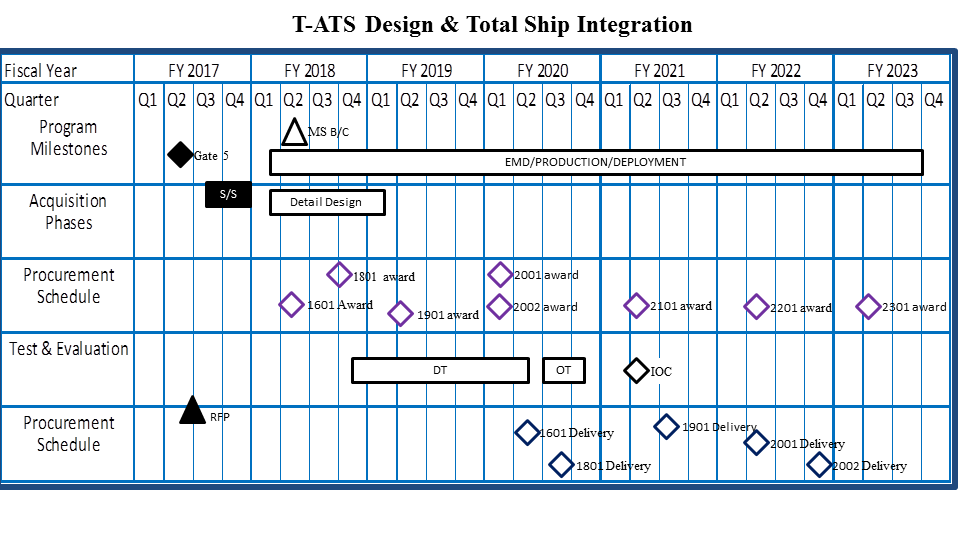 T-ATS Design & Total Ship Integration
Fiscal Year FY 2017 FY 2018 FY 2019 FY 2020 FY 2021 FY 2022 FY 2023
Quarter Q1 Q2 Q3 Q4 Q1 Q2 Q3 Q4 Q1 Q2 Q3 Q4 Q1 Q2 Q3 Q4 Q1 Q2 Q3 Q4 Q1 Q2 Q3 Q4 Q1 Q2 Q3 Q4
Program
Milestones
MS B/C
Gate 5
EMD/PRODUCTION/DEPLOYMENT
Acquisition
Phases
S/S
Detail Design
Procurement
Schedule
1801 award
2001 award
1601 Award
1901 award
2002 award
2101 award
2201 award
2301 award
Test & Evaluation
DT
OT
IOC
Procurement
Schedule
RFP
1601 Delivery
1901 Delivery
2001 Delivery
1801 Delivery
2002 Delivery